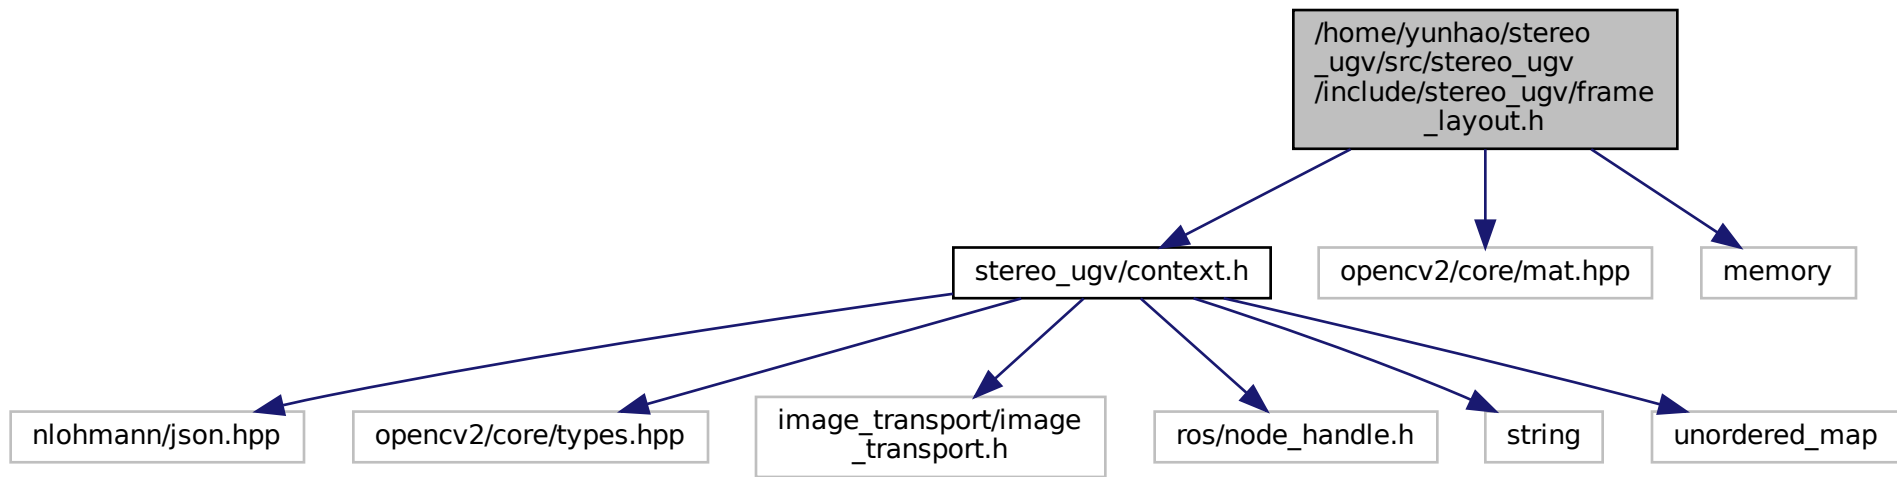 /home/yunhao/stereo
_ugv/src/stereo_ugv
/include/stereo_ugv/frame
_layout.h
stereo_ugv/context.h
opencv2/core/mat.hpp
memory
nlohmann/json.hpp
opencv2/core/types.hpp
image_transport/image
_transport.h
ros/node_handle.h
string
unordered_map